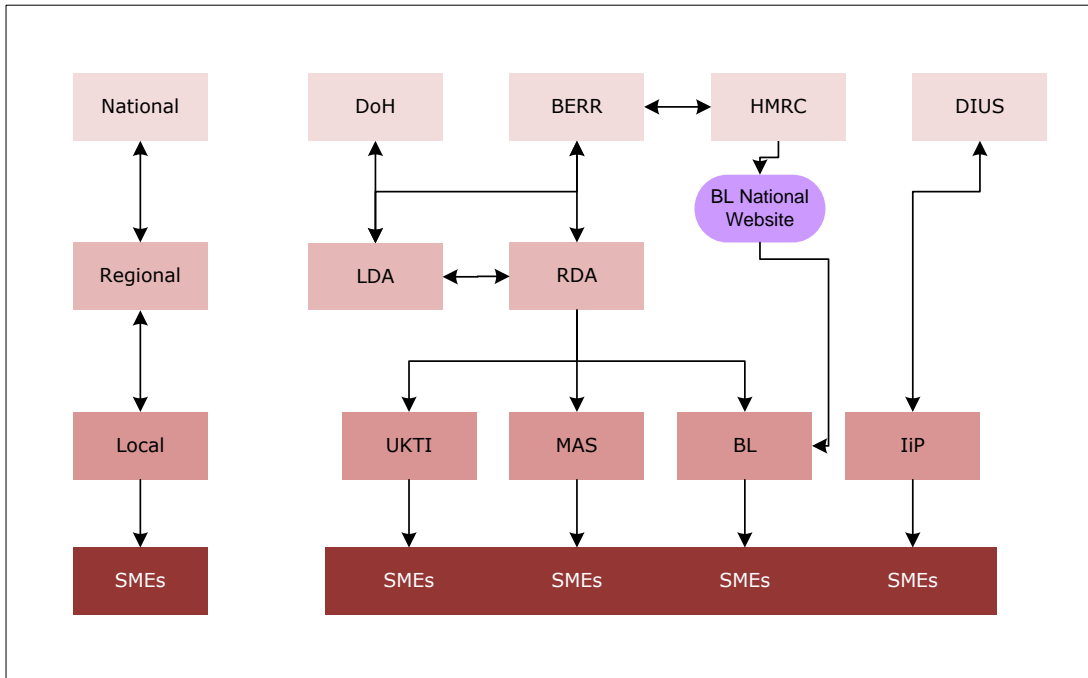 National
DoH
BERR
HMRC
DIUS
BL National
Website
Regional
LDA
RDA
Local
UKTI
MAS
BL
IiP
SMEs
SMEs
SMEs
SMEs
SMEs